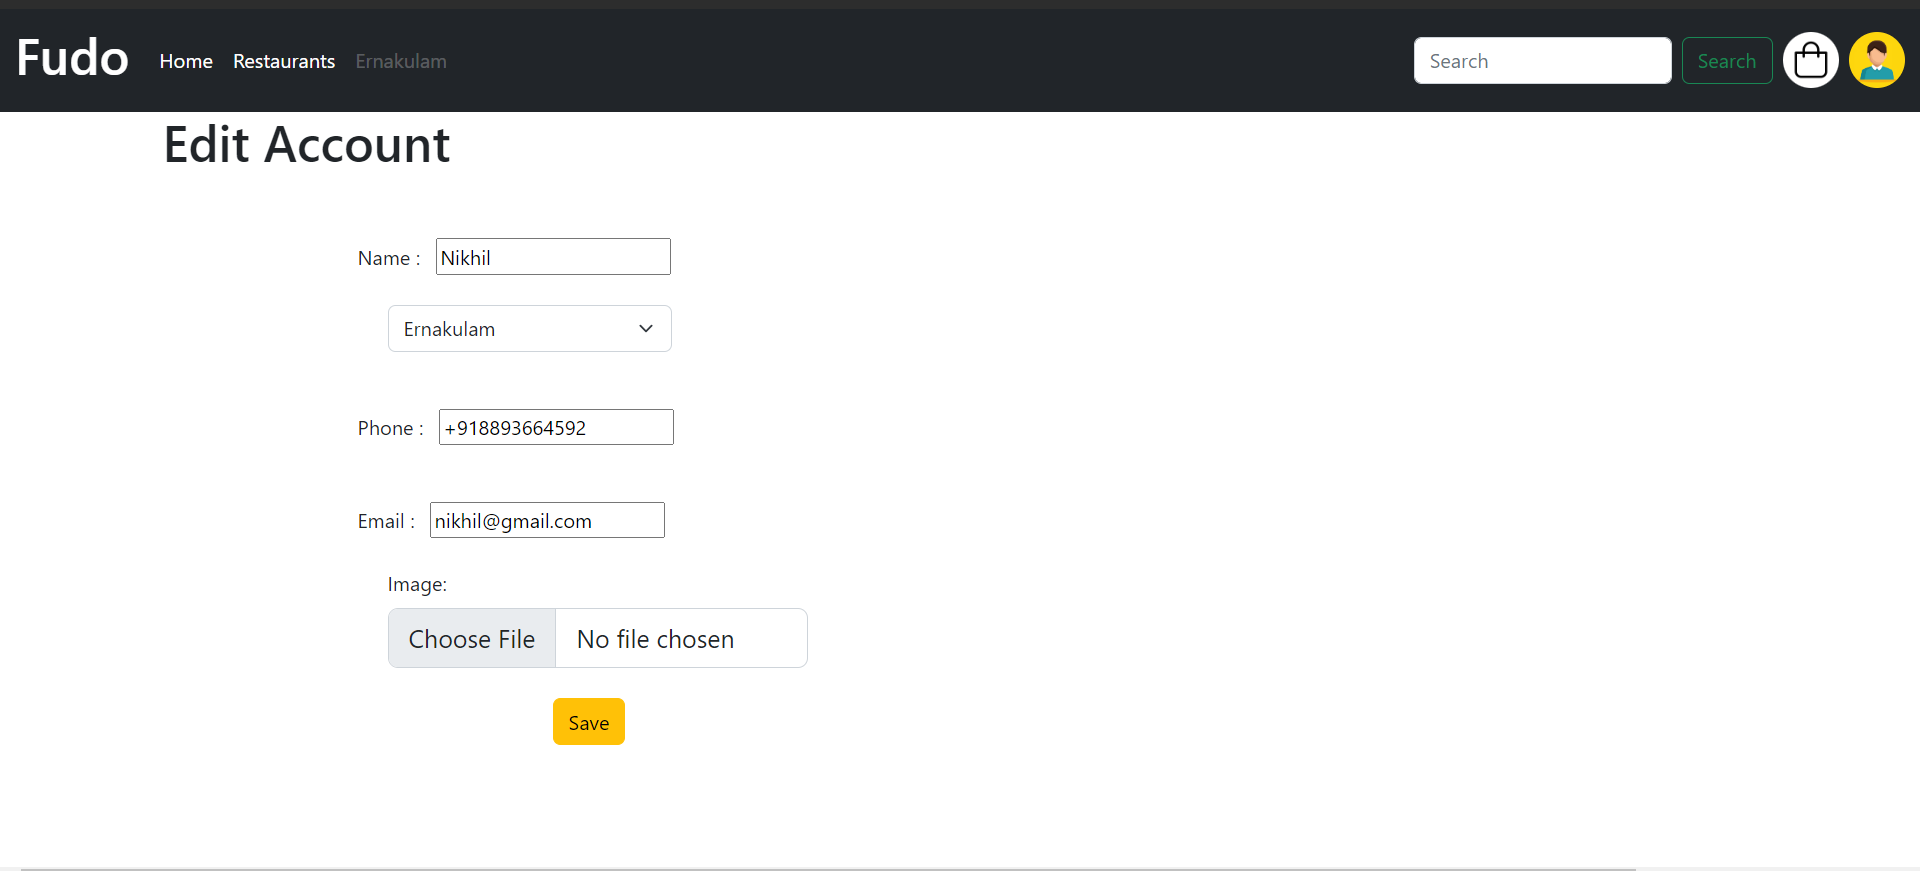 Fudo Home Restaurants Ernakulam Search Search
Edit Account
Name : Nikhil
Ernakulam
Phone : +918893664592
Email : nikhil@gmail.com
Image:
Choose File No file chosen
Save